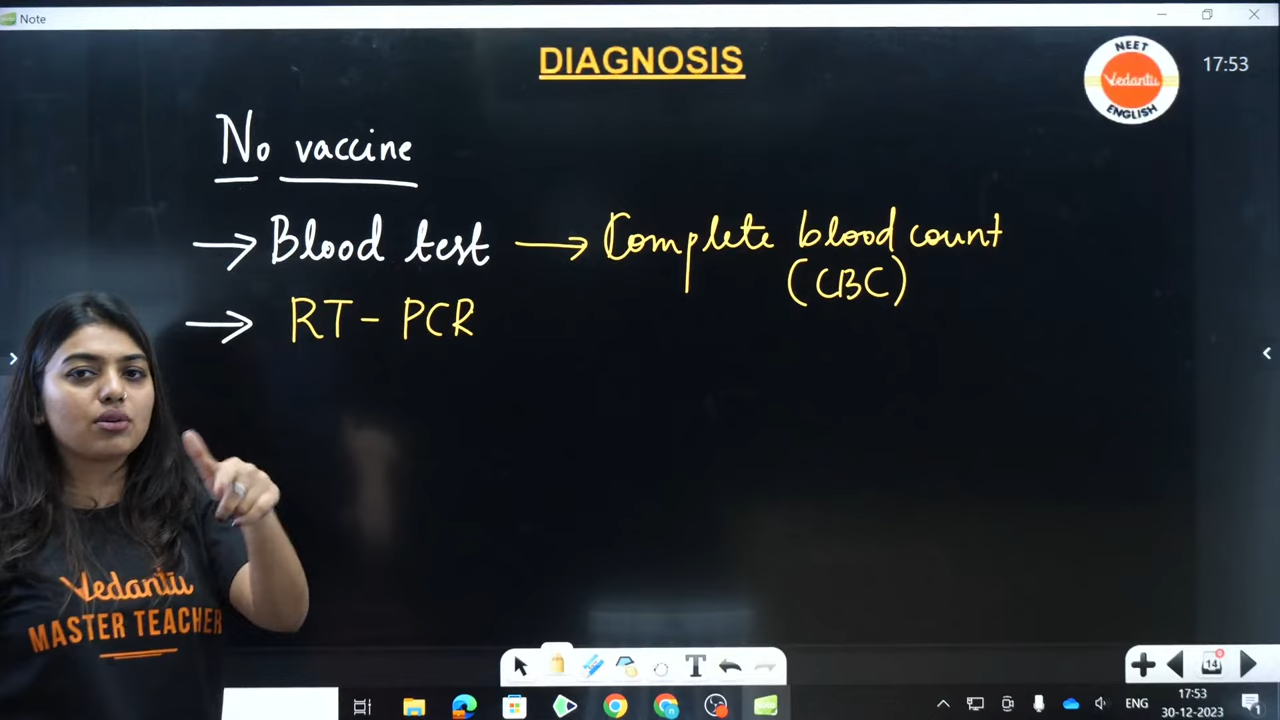 Note
DIAGNOSIS
NEET
Vedantu
ENGLISH
17:53
No vaccine
→ Blood test → Complete blood count
(CBC)
→ RT - PCR
Vedantu
MASTER TEACHER
T
14
ENG
17:53
30-12-2023